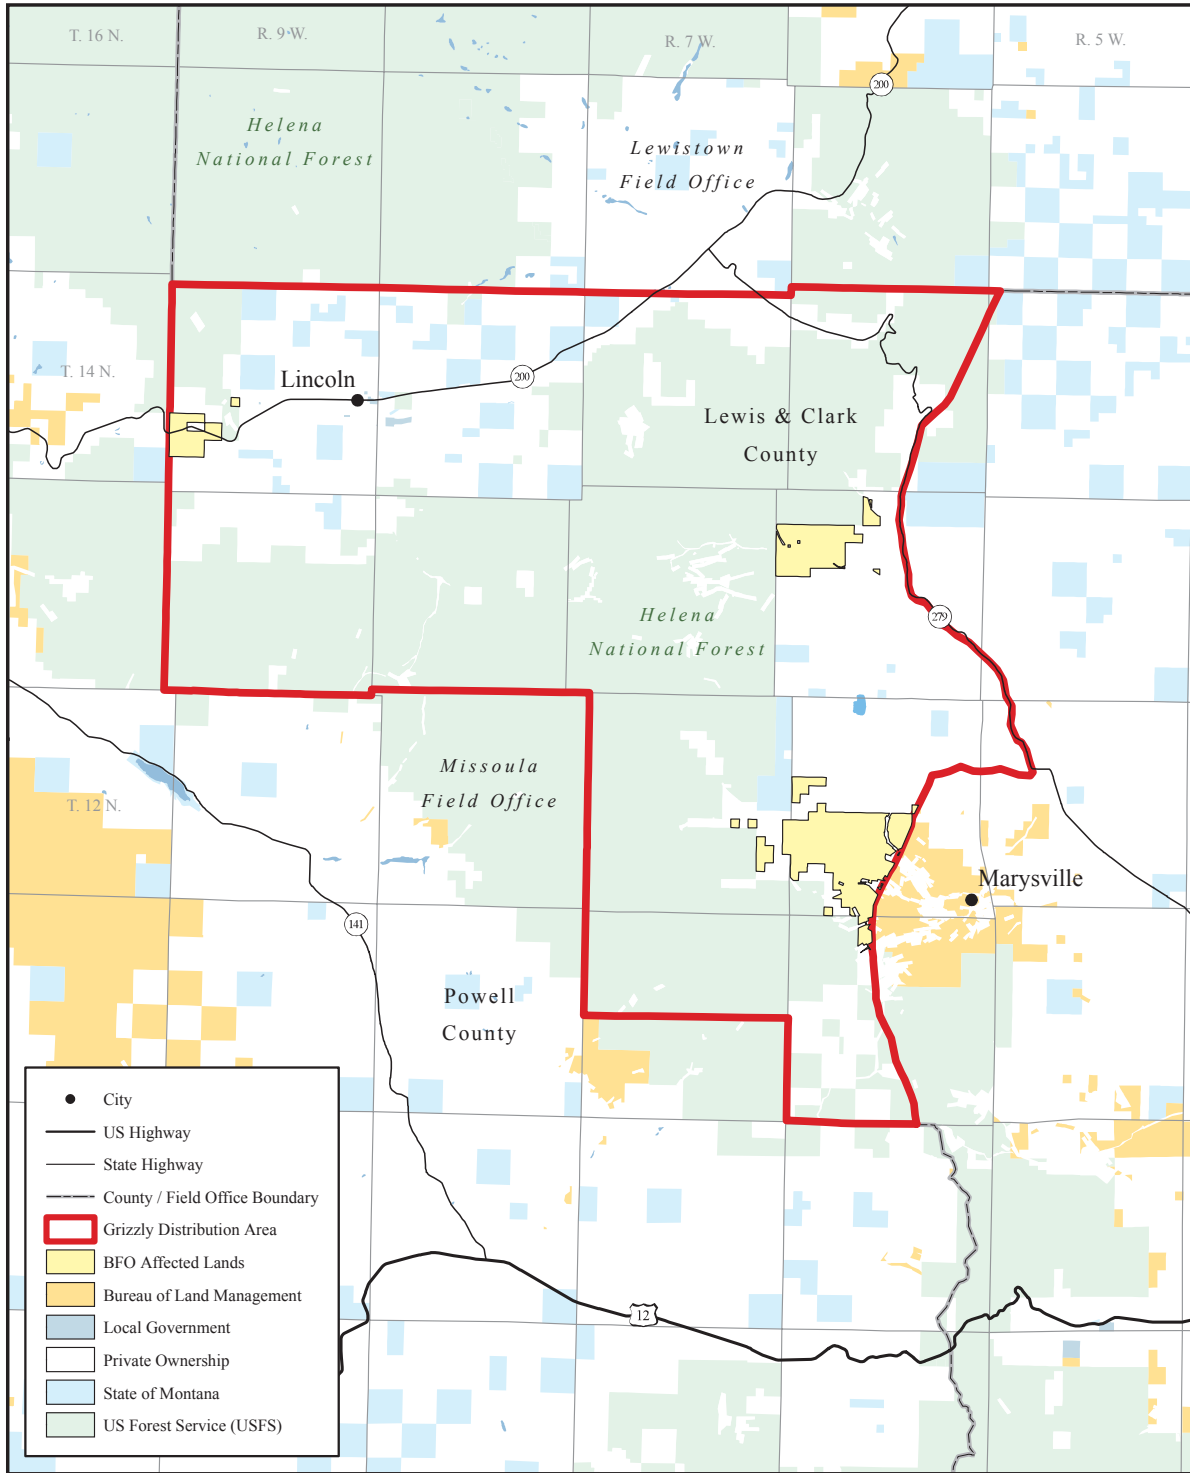 T. 16 N.
R. 9 W.
R. 7 W.
R. 5 W.
200
Helena
National Forest
Lewistown
Field Office
T. 14 N.
Lincoln
200
Lewis & Clark
County
Helena
National Forest
279
Missoula
Field Office
T. 12 N.
Marysville
141
Powell
County
City
US Highway
State Highway
County / Field Office Boundary
Grizzly Distribution Area
BFO Affected Lands
Bureau of Land Management
Local Government
Private Ownership
State of Montana
US Forest Service (USFS)
12